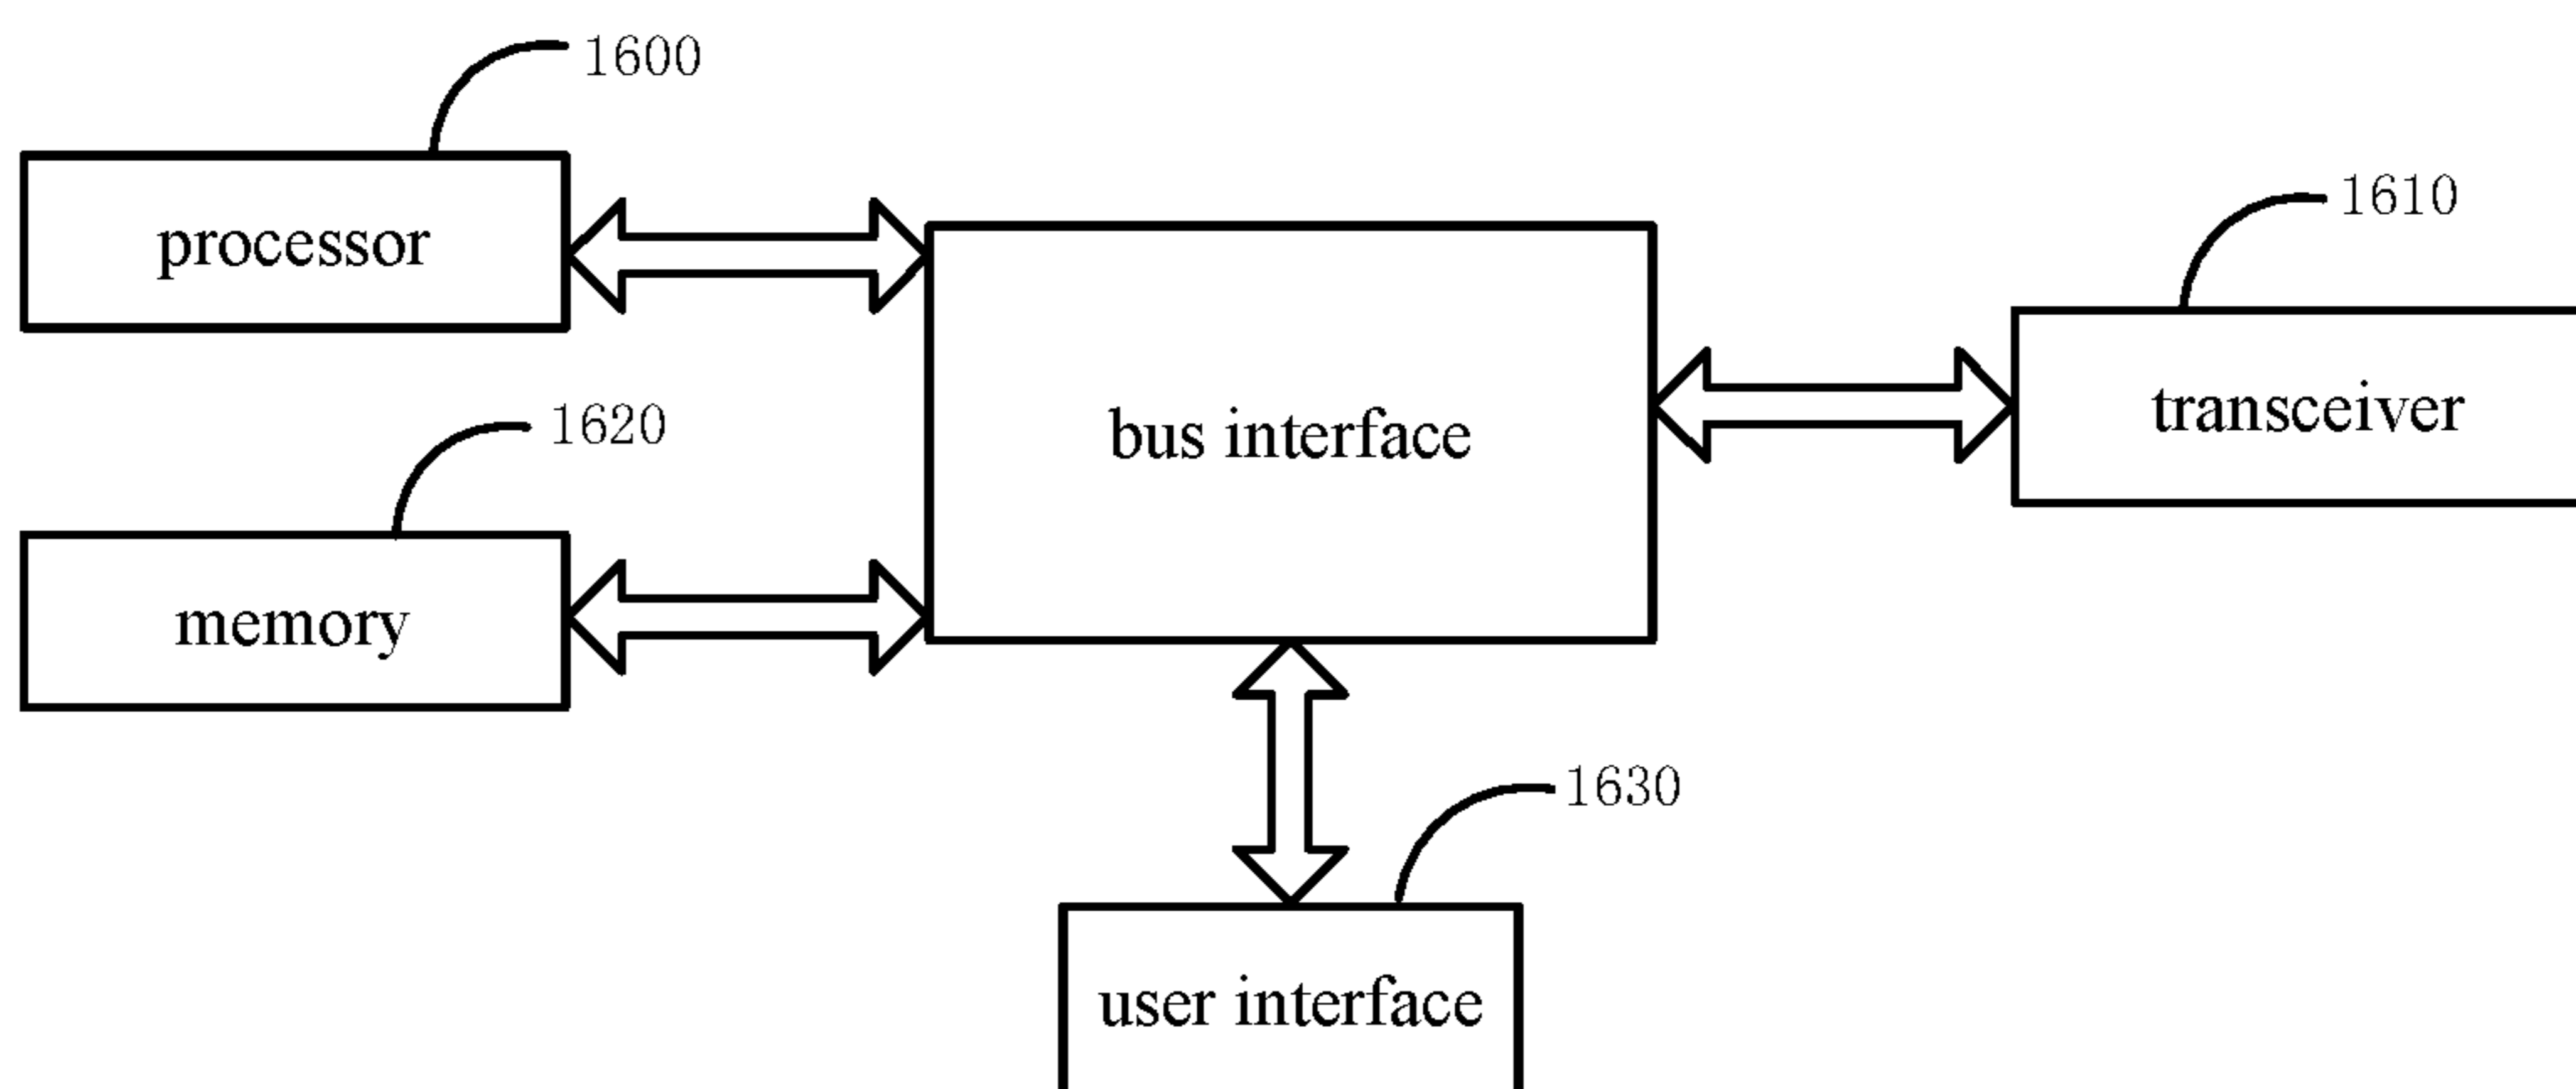 1600
processor
1610
bus interface
transceiver
1620
memory
1630
user interface